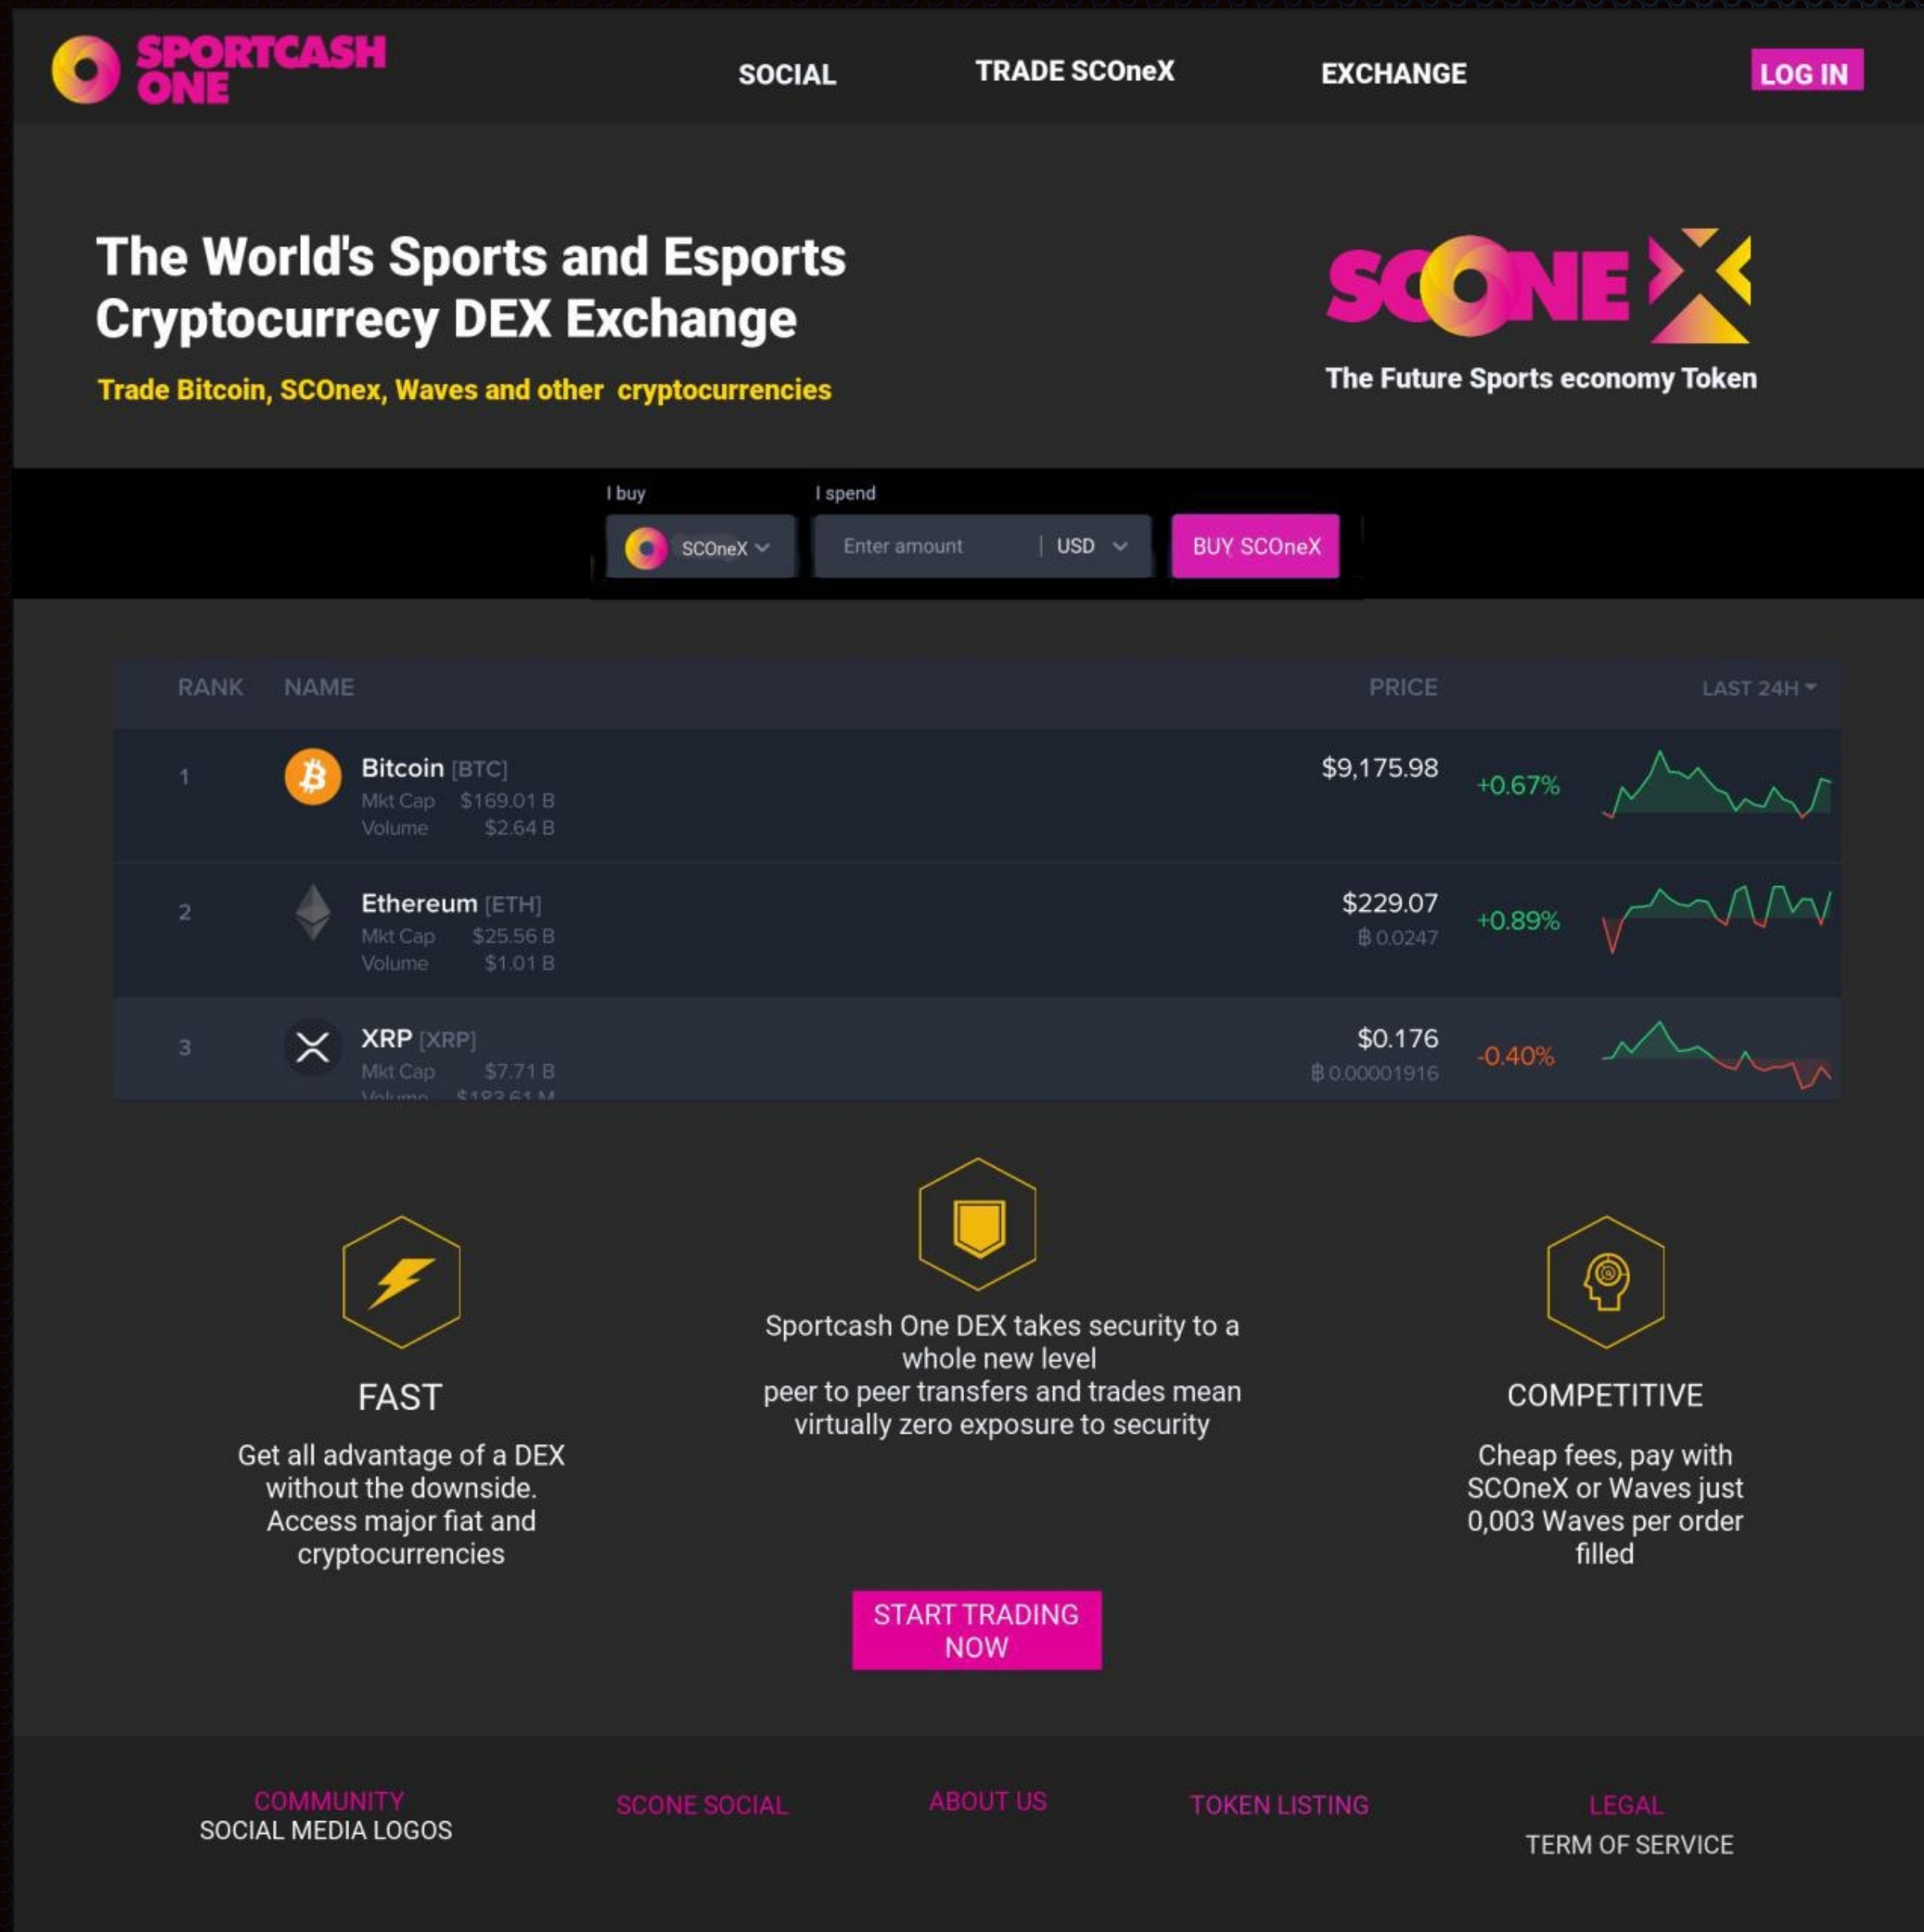 SPORTCASH
ONE
SOCIAL
TRADE SCOneX
EXCHANGE
LOG IN
The World's Sports and Esports
Cryptocurrecy DEX Exchange
Trade Bitcoin, SCOnex, Waves and other cryptocurrencies
SCONEX
The Future Sports economy Token
I buy
I spend
SCOneX
Enter amount
USD
BUY SCOneX
RANK NAME PRICE LAST 24H
1 Bitcoin [BTC] $9,175.98 +0.67%
Mkt Cap $169.01 B
Volume $2.64 B
2 Ethereum [ETH] $229.07 +0.89%
Mkt Cap $25.56 B ฿ 0.0247
Volume $1.01 B
3 XRP [XRP] $0.176 -0.40%
Mkt Cap $7.71 B ฿ 0.00001916
Volume $183.61 M
FAST
Get all advantage of a DEX
without the downside.
Access major fiat and
cryptocurrencies
Sportcash One DEX takes security to a
whole new level
peer to peer transfers and trades mean
virtually zero exposure to security
COMPETITIVE
Cheap fees, pay with
SCOneX or Waves just
0,003 Waves per order
filled
START TRADING
NOW
COMMUNITY
SOCIAL MEDIA LOGOS
SCONE SOCIAL
ABOUT US
TOKEN LISTING
LEGAL
TERM OF SERVICE